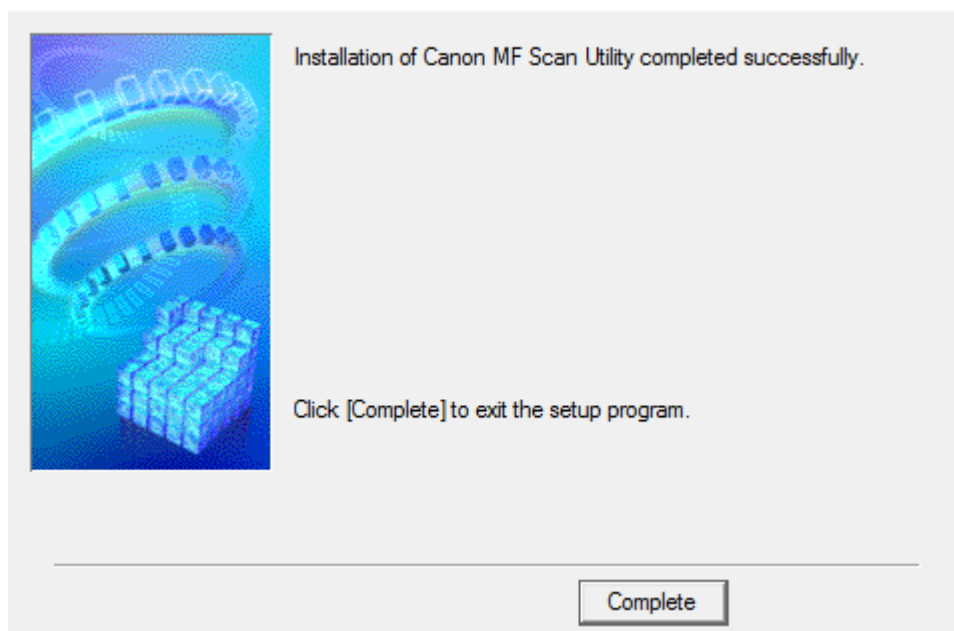 Installation of Canon MF Scan Utility completed successfully.
Click [Complete] to exit the setup program.
Complete